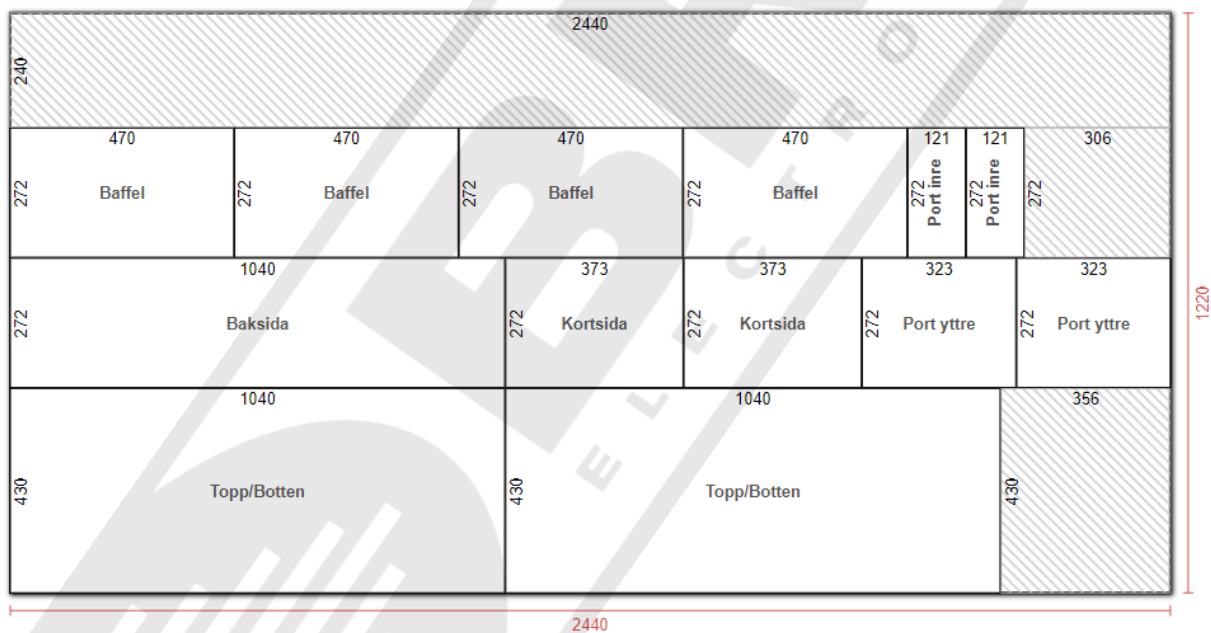 2440
240
470 470 470 470 121 121 306
272 Baffel 272 Baffel 272 Baffel 272 Baffel 272 Port inre 272 Port inre 272
1040 373 373 323 323
272 Baksida 272 Kortsida 272 Kortsida 272 Port yttre 272 Port yttre
1220
1040 1040 356
430 Topp/Botten 430 Topp/Botten 430
2440
ELECTRO